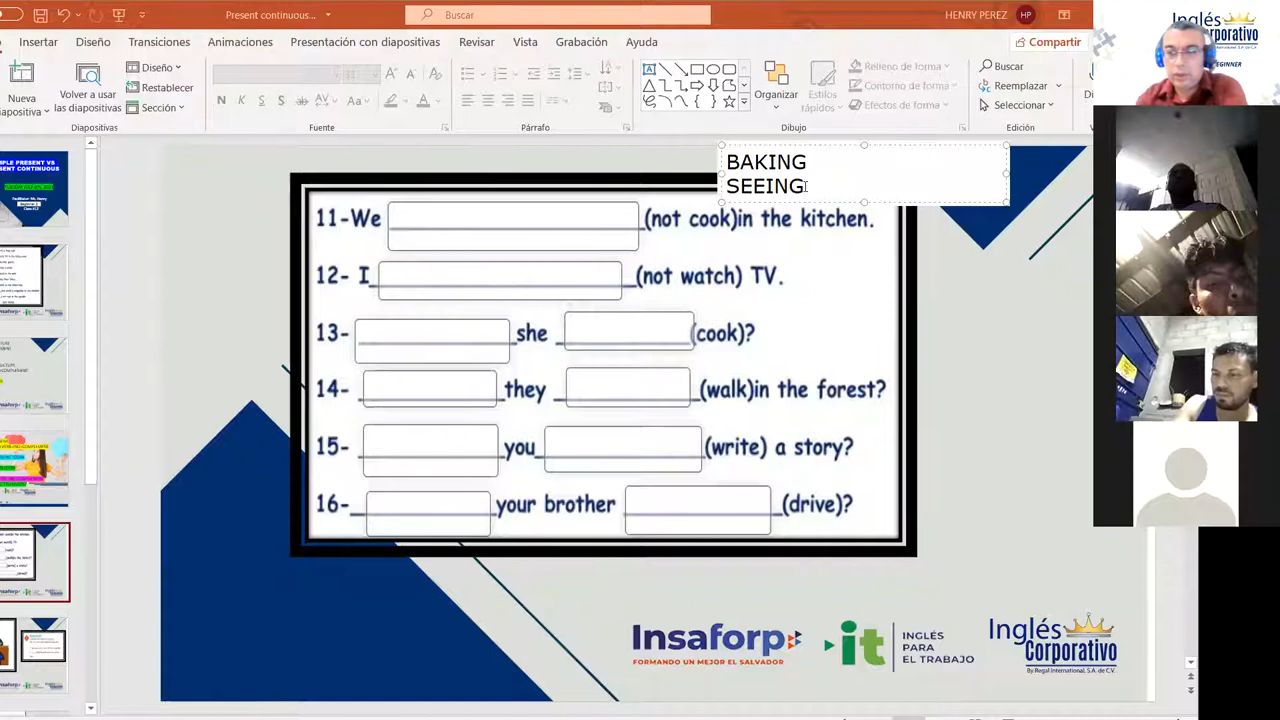 Present continuous...
Buscar
HENRY PEREZ
HP
Insertar
Diseño
Transiciones
Animaciones
Presentación con diapositivas
Revisar
Vista
Grabación
Ayuda
Compartir
Nueva
diapositiva
Volver a usar
las diapositivas
Diseño
Restablecer
Sección
Diapositivas
N
K
S
ab
AV
Aa
A
Fuente
Párrafo
Organizar
Estilos
rápidos
Relleno de forma
Contorno de forma
Efectos de forma
Dibujo
Buscar
Reemplazar
Seleccionar
Edición
Inglés
Corporativo
BAKING
SEEING
11-We (not cook)in the kitchen.
12- I (not watch) TV.
13- she (cook)?
14- they (walk)in the forest?
15- you (write) a story?
16- your brother (drive)?
Insaforp
FORMANDO UN MEJOR EL SALVADOR
it
INGLÉS
PARA
EL TRABAJO
Inglés
Corporativo
By Regal International, S.A. de C.V.